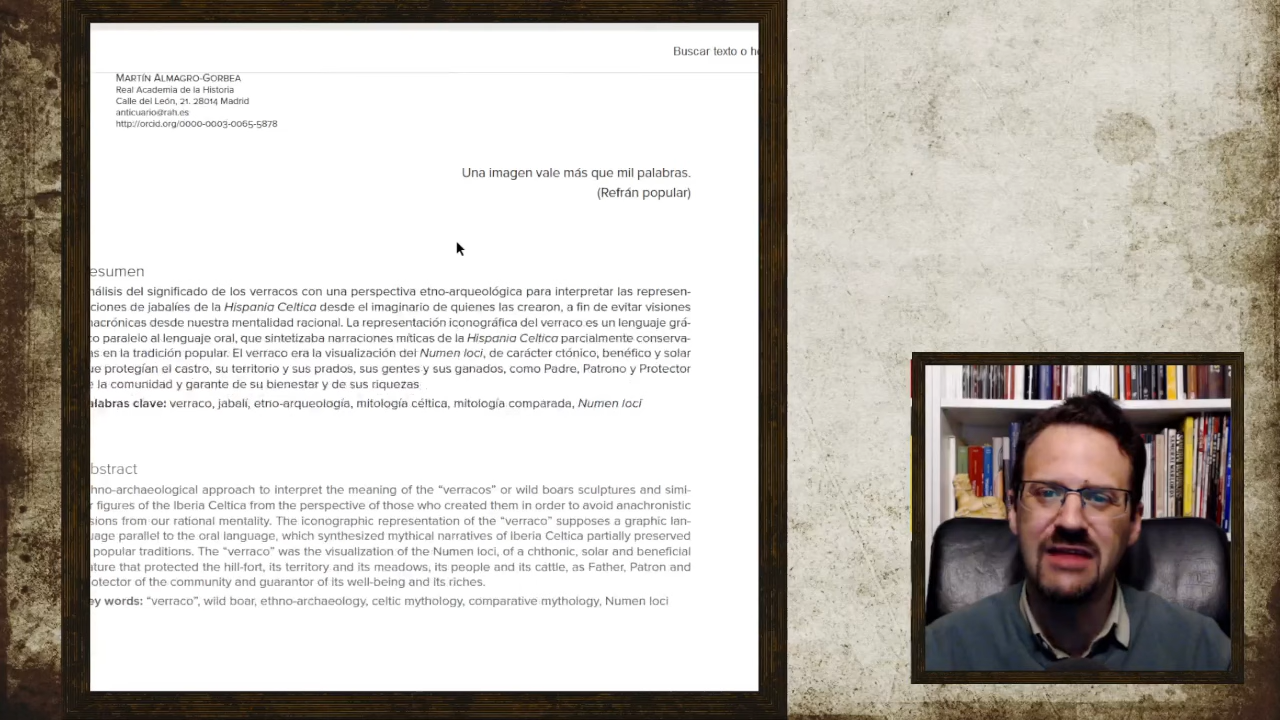 Buscar texto o
MARTÍN ALMAGRO-GORBEA
Real Academia de la Historia
Calle del León, 21. 28014 Madrid
anticuario@rah.es
http://orcid.org/0000-0003-0065-5878
Una imagen vale más que mil palabras.
(Refrán popular)
esumen
nálisis del significado de los verracos con una perspectiva etno-arqueológica para interpretar las represen-
ciones de jabalíes de la Hispania Celtica desde el imaginario de quienes las crearon, a fin de evitar visiones
nacrónicas desde nuestra mentalidad racional. La representación iconográfica del verraco es un lenguaje grá-
co paralelo al lenguaje oral, que sintetizaba narraciones míticas de la Hispania Celtica parcialmente conserva-
as en la tradición popular. El verraco era la visualización del Numen loci, de carácter ctónico, benéfico y solar
ue protegían el castro, su territorio y sus prados, sus gentes y sus ganados, como Padre, Patrono y Protector
e la comunidad y garante de su bienestar y de sus riquezas
alabras clave: verraco, jabalí, etno-arqueología, mitología céltica, mitología comparada, Numen loci
bstract
hno-archaeological approach to interpret the meaning of the “verracos” or wild boars sculptures and simi-
r figures of the Iberia Celtica from the perspective of those who created them in order to avoid anachronistic
sions from our rational mentality. The iconographic representation of the “verraco” supposes a graphic lan-
uage parallel to the oral language, which synthesized mythical narratives of Iberia Celtica partially preserved
popular traditions. The “verraco” was the visualization of the Numen loci, of a chthonic, solar and beneficial
ature that protected the hill-fort, its territory and its meadows, its people and its cattle, as Father, Patron and
otector of the community and guarantor of its well-being and its riches.
ey words: “verraco”, wild boar, ethno-archaeology, celtic mythology, comparative mythology, Numen loci